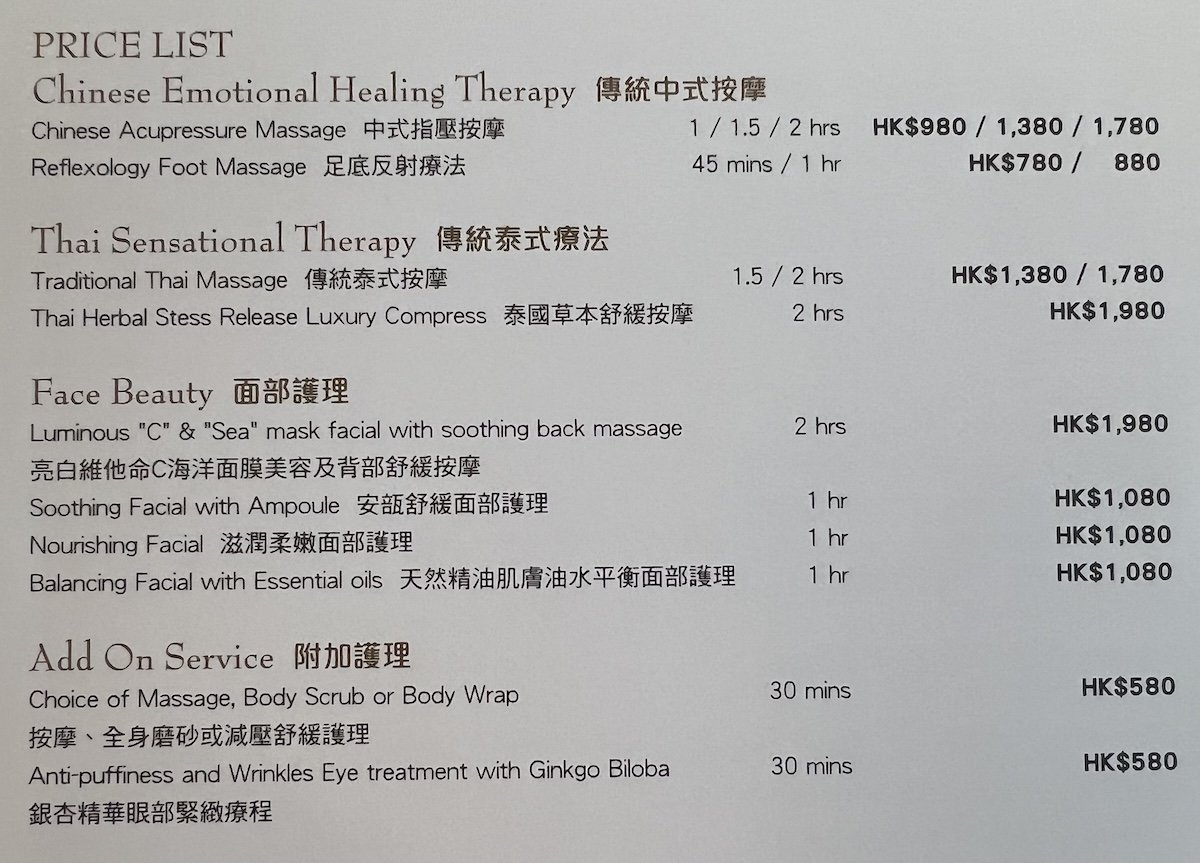 PRICE LIST
Chinese Emotional Healing Therapy 傳統中式按摩
Chinese Acupressure Massage 中式指壓按摩 1 / 1.5 / 2 hrs HK$980 / 1,380 / 1,780
Reflexology Foot Massage 足底反射療法 45 mins / 1 hr HK$780 / 880
Thai Sensational Therapy 傳統泰式療法
Traditional Thai Massage 傳統泰式按摩 1.5 / 2 hrs HK$1,380 / 1,780
Thai Herbal Stess Release Luxury Compress 泰國草本舒緩按摩 2 hrs HK$1,980
Face Beauty 面部護理
Luminous "C" & "Sea" mask facial with soothing back massage 2 hrs HK$1,980
亮白維他命C海洋面膜美容及背部舒緩按摩
Soothing Facial with Ampoule 安瓿舒緩面部護理 1 hr HK$1,080
Nourishing Facial 滋潤柔嫩面部護理 1 hr HK$1,080
Balancing Facial with Essential oils 天然精油肌膚油水平衡面部護理 1 hr HK$1,080
Add On Service 附加護理
Choice of Massage, Body Scrub or Body Wrap 30 mins HK$580
按摩、全身磨砂或減壓舒緩護理
Anti-puffiness and Wrinkles Eye treatment with Ginkgo Biloba 30 mins HK$580
銀杏精華眼部緊緻療程